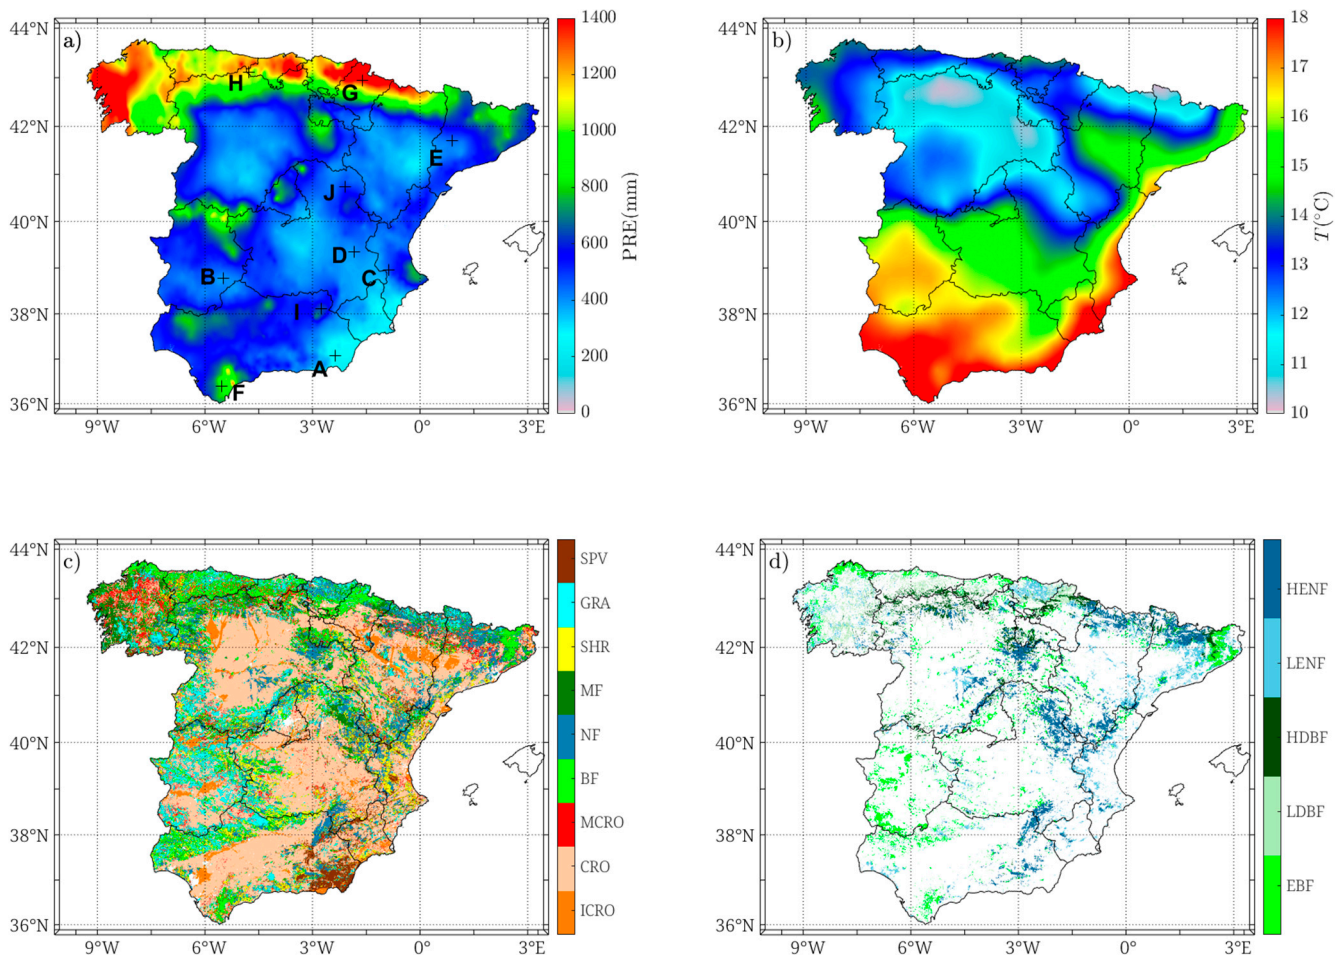 a)
44°N
42°N
40°N
38°N
36°N
9°W
6°W
3°W
0°
3°E
H
G
E
J
D
B
C
I
A
F
1400
1200
1000
800
600
400
200
0
PRE(mm)
b)
44°N
42°N
40°N
38°N
36°N
9°W
6°W
3°W
0°
3°E
18
17
16
15
14
13
12
11
10
T(°C)
c)
44°N
42°N
40°N
38°N
36°N
9°W
6°W
3°W
0°
3°E
SPV
GRA
SHR
MF
NF
BF
MCRO
CRO
ICRO
d)
44°N
42°N
40°N
38°N
36°N
9°W
6°W
3°W
0°
3°E
HENF
LENF
HDBF
LDBF
EBF